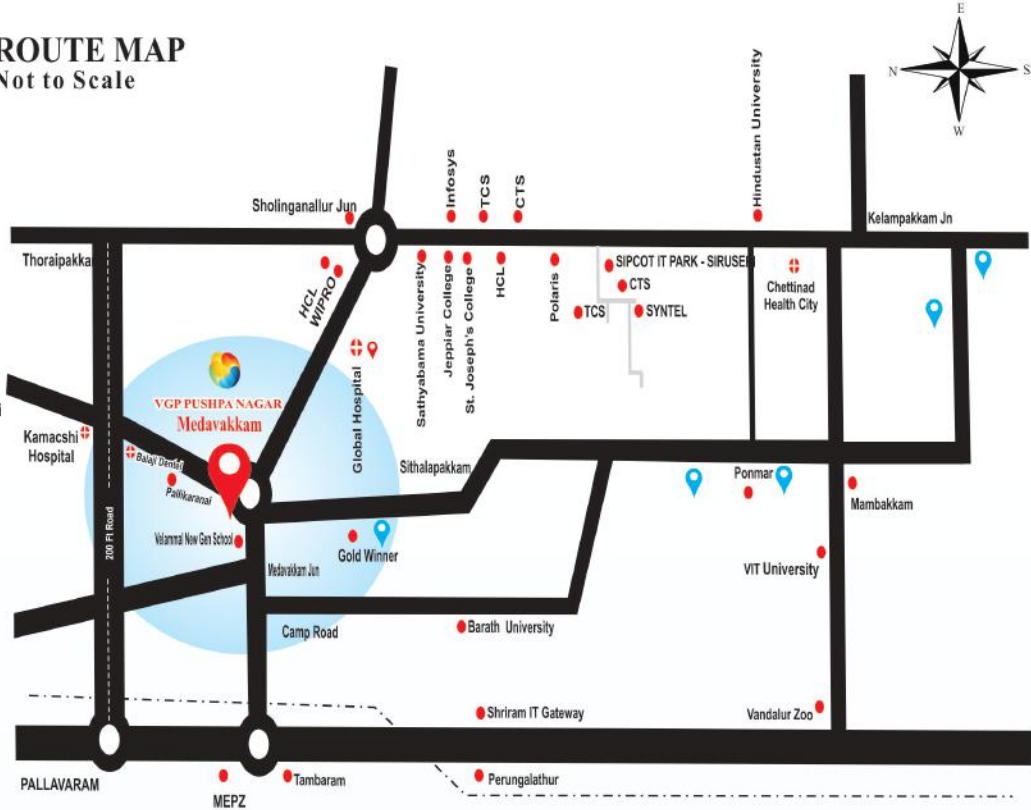 ROUTE MAP
Not to Scale
E
N
S
W
Sholinganallur Jun
Infosys
TCS
CTS
Hindustan University
Kelampakkam Jn
Thoraipakka
HCL
WIPRO
Sathyabama University
Jeppiar College
St. Joseph's College
HCL
Polaris
SIPCOT IT PARK - SIRUSERI
CTS
TCS
SYNTEL
Chettinad
Health City
Global Hospital
VGP PUSHPA NAGAR
Medavakkam
i
Kamacshi
Hospital
Balaji Dentel
Pallikaranai
Sithalapakkam
Ponmar
Mambakkam
200 Ft Road
Velammal New Gen School
Gold Winner
Medavakkam Jun
VIT University
Camp Road
Barath University
Shriram IT Gateway
Vandalur Zoo
PALLAVARAM
MEPZ
Tambaram
Perungalathur